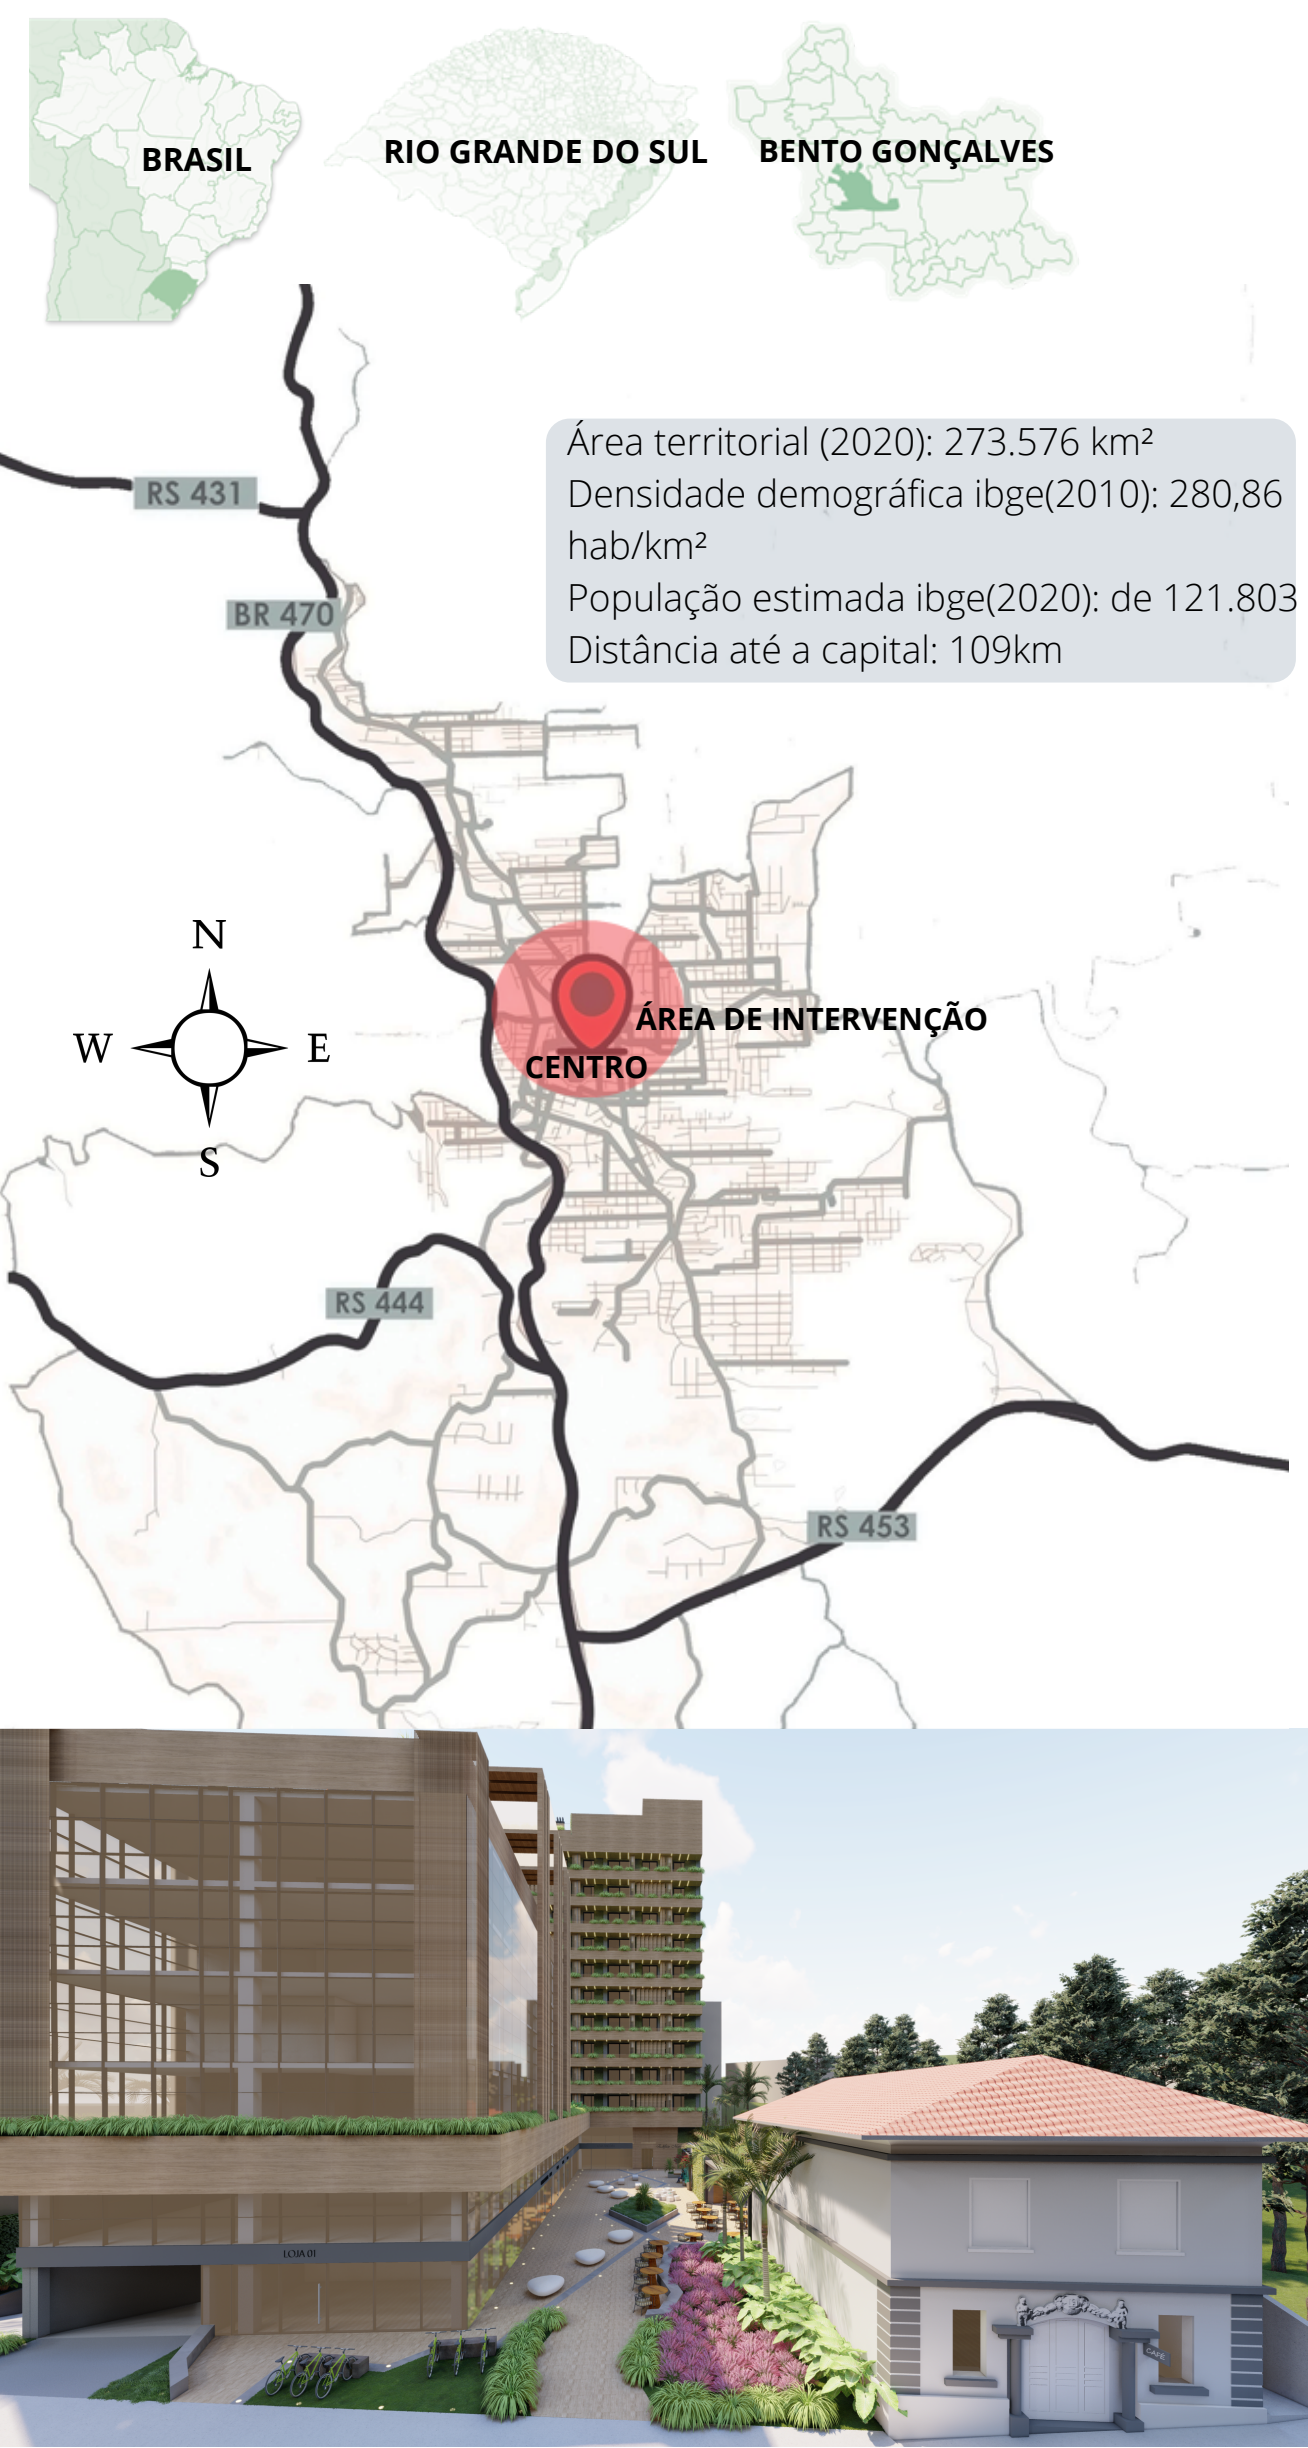 BRASIL
RIO GRANDE DO SUL
BENTO GONÇALVES
Área territorial (2020): 273.576 km²
Densidade demográfica ibge(2010): 280,86
hab/km²
População estimada ibge(2020): de 121.803
Distância até a capital: 109km
RS 431
BR 470
N
W
E
S
ÁREA DE INTERVENÇÃO
CENTRO
RS 444
RS 453
LOJA 01
CAFÉ